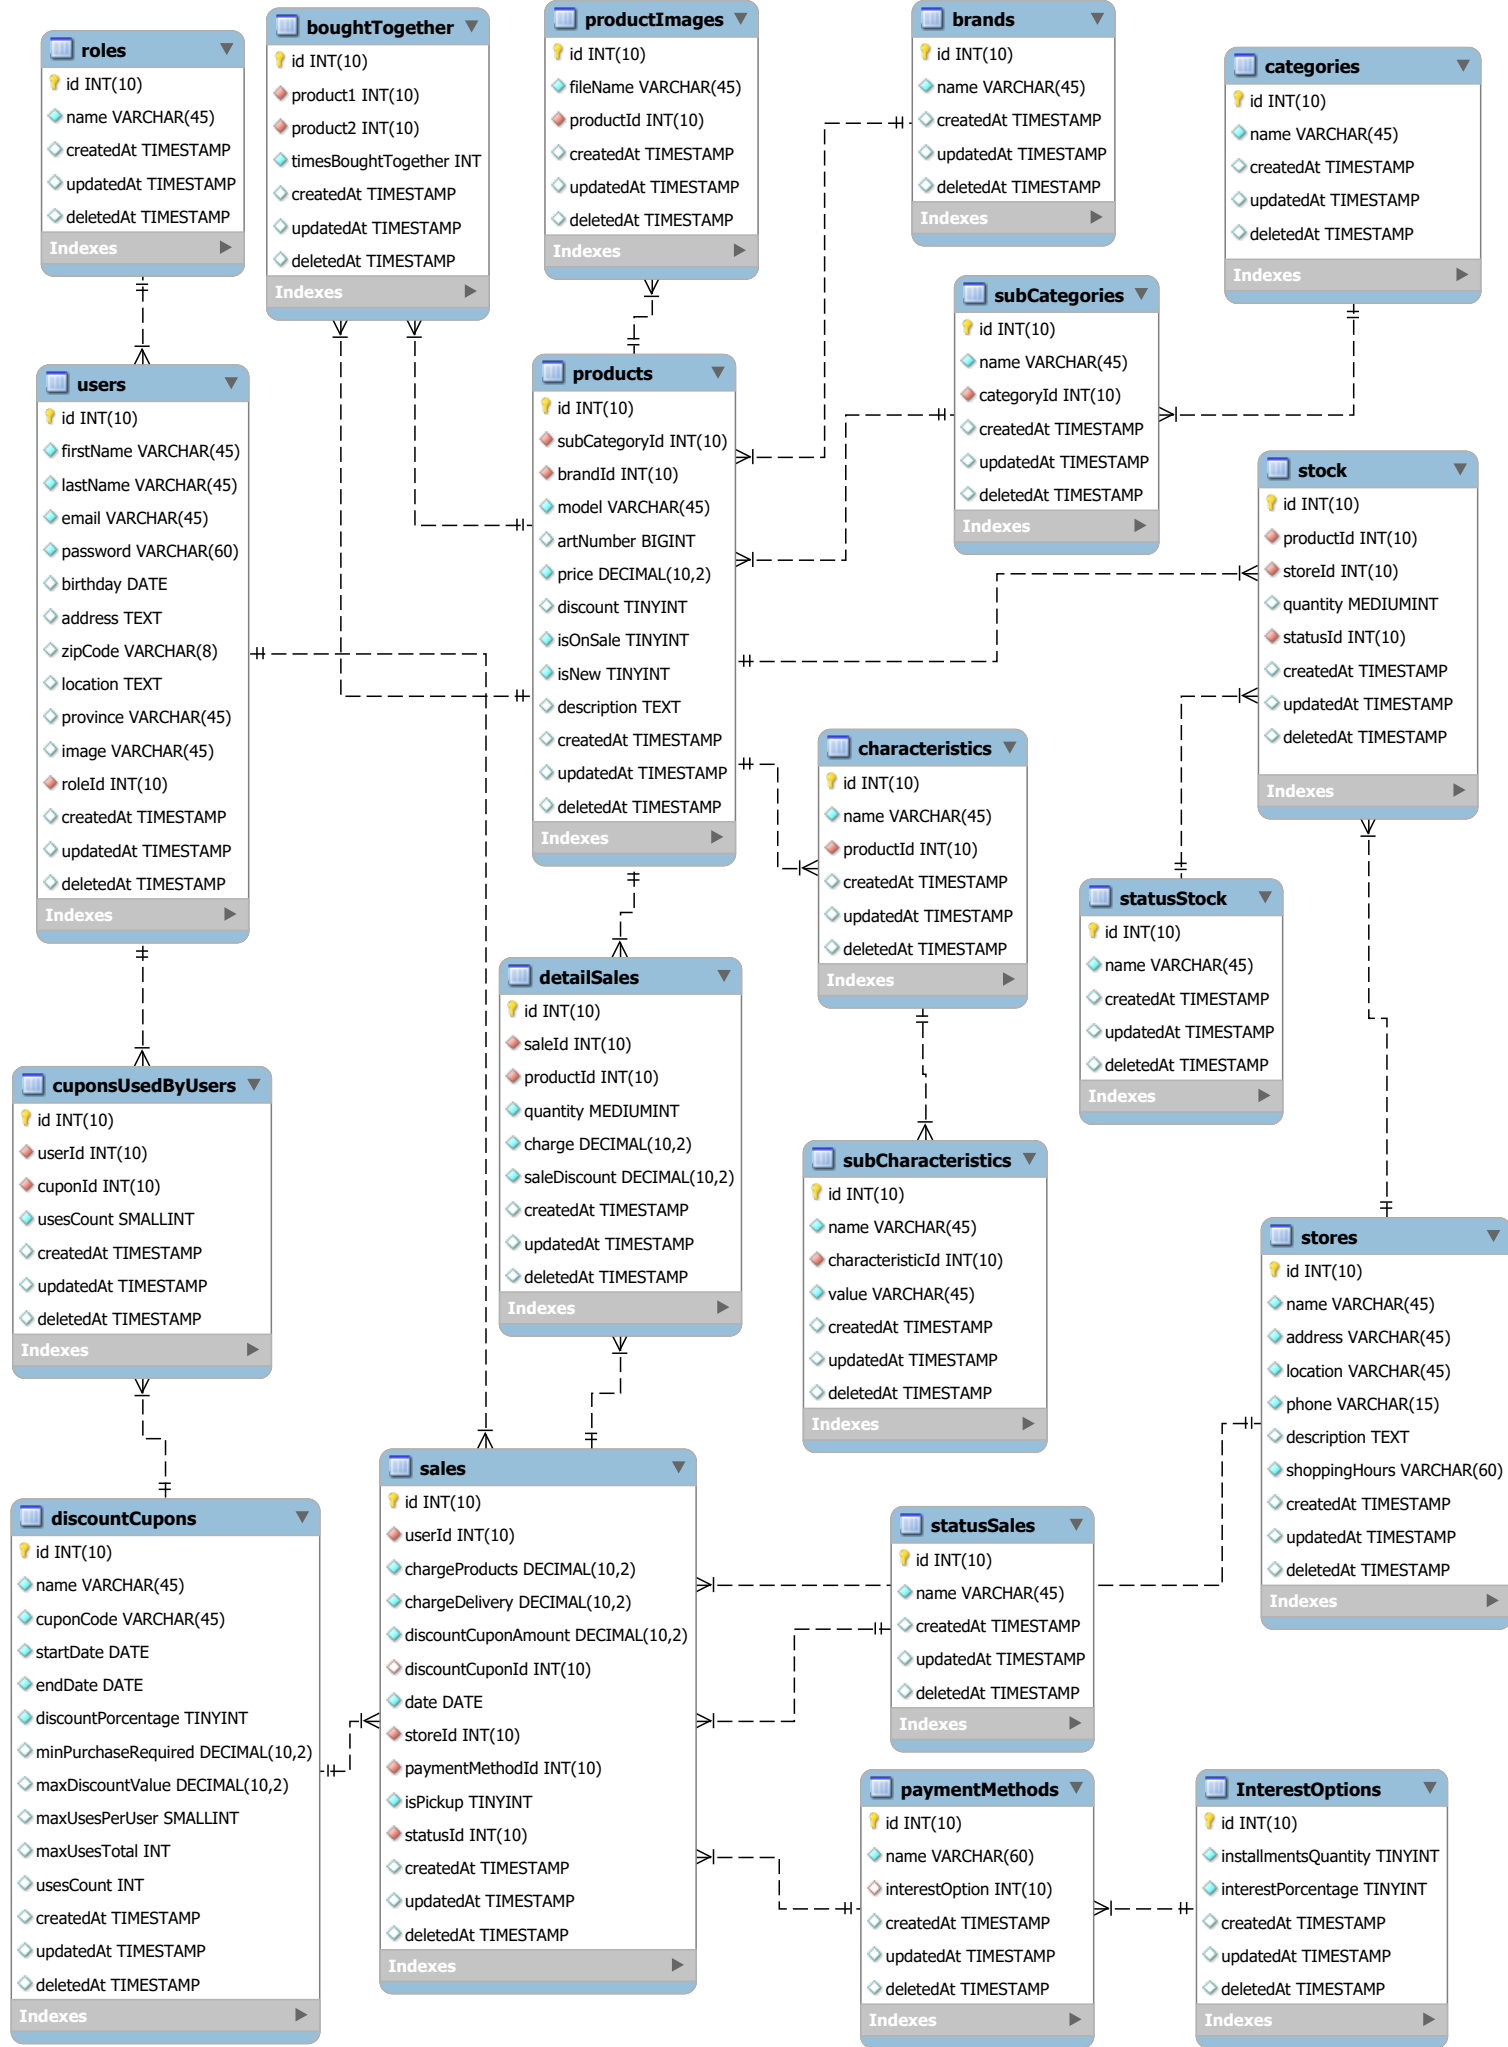 roles
id INT(10)
name VARCHAR(45)
createdAt TIMESTAMP
updatedAt TIMESTAMP
deletedAt TIMESTAMP
Indexes
boughtTogether
id INT(10)
product1 INT(10)
product2 INT(10)
timesBoughtTogether INT
createdAt TIMESTAMP
updatedAt TIMESTAMP
deletedAt TIMESTAMP
Indexes
productImages
id INT(10)
fileName VARCHAR(45)
productId INT(10)
createdAt TIMESTAMP
updatedAt TIMESTAMP
deletedAt TIMESTAMP
Indexes
brands
id INT(10)
name VARCHAR(45)
createdAt TIMESTAMP
updatedAt TIMESTAMP
deletedAt TIMESTAMP
Indexes
categories
id INT(10)
name VARCHAR(45)
createdAt TIMESTAMP
updatedAt TIMESTAMP
deletedAt TIMESTAMP
Indexes
subCategories
id INT(10)
name VARCHAR(45)
categoryId INT(10)
createdAt TIMESTAMP
updatedAt TIMESTAMP
deletedAt TIMESTAMP
Indexes
users
id INT(10)
firstName VARCHAR(45)
lastName VARCHAR(45)
email VARCHAR(45)
password VARCHAR(60)
birthday DATE
address TEXT
zipCode VARCHAR(8)
location TEXT
province VARCHAR(45)
image VARCHAR(45)
roleId INT(10)
createdAt TIMESTAMP
updatedAt TIMESTAMP
deletedAt TIMESTAMP
Indexes
products
id INT(10)
subCategoryId INT(10)
brandId INT(10)
model VARCHAR(45)
artNumber BIGINT
price DECIMAL(10,2)
discount TINYINT
isOnSale TINYINT
isNew TINYINT
description TEXT
createdAt TIMESTAMP
updatedAt TIMESTAMP
deletedAt TIMESTAMP
Indexes
stock
id INT(10)
productId INT(10)
storeId INT(10)
quantity MEDIUMINT
statusId INT(10)
createdAt TIMESTAMP
updatedAt TIMESTAMP
deletedAt TIMESTAMP
Indexes
characteristics
id INT(10)
name VARCHAR(45)
productId INT(10)
createdAt TIMESTAMP
updatedAt TIMESTAMP
deletedAt TIMESTAMP
Indexes
statusStock
id INT(10)
name VARCHAR(45)
createdAt TIMESTAMP
updatedAt TIMESTAMP
deletedAt TIMESTAMP
Indexes
detailSales
id INT(10)
saleId INT(10)
productId INT(10)
quantity MEDIUMINT
charge DECIMAL(10,2)
saleDiscount DECIMAL(10,2)
createdAt TIMESTAMP
updatedAt TIMESTAMP
deletedAt TIMESTAMP
Indexes
cuponsUsedByUsers
id INT(10)
userId INT(10)
cuponId INT(10)
usesCount SMALLINT
createdAt TIMESTAMP
updatedAt TIMESTAMP
deletedAt TIMESTAMP
Indexes
subCharacteristics
id INT(10)
name VARCHAR(45)
characteristicId INT(10)
value VARCHAR(45)
createdAt TIMESTAMP
updatedAt TIMESTAMP
deletedAt TIMESTAMP
Indexes
stores
id INT(10)
name VARCHAR(45)
address VARCHAR(45)
location VARCHAR(45)
phone VARCHAR(15)
description TEXT
shoppingHours VARCHAR(60)
createdAt TIMESTAMP
updatedAt TIMESTAMP
deletedAt TIMESTAMP
Indexes
discountCupons
id INT(10)
name VARCHAR(45)
cuponCode VARCHAR(45)
startDate DATE
endDate DATE
discountPorcentage TINYINT
minPurchaseRequired DECIMAL(10,2)
maxDiscountValue DECIMAL(10,2)
maxUsesPerUser SMALLINT
maxUsesTotal INT
usesCount INT
createdAt TIMESTAMP
updatedAt TIMESTAMP
deletedAt TIMESTAMP
Indexes
sales
id INT(10)
userId INT(10)
chargeProducts DECIMAL(10,2)
chargeDelivery DECIMAL(10,2)
discountCuponAmount DECIMAL(10,2)
discountCuponId INT(10)
date DATE
storeId INT(10)
paymentMethodId INT(10)
isPickup TINYINT
statusId INT(10)
createdAt TIMESTAMP
updatedAt TIMESTAMP
deletedAt TIMESTAMP
Indexes
statusSales
id INT(10)
name VARCHAR(45)
createdAt TIMESTAMP
updatedAt TIMESTAMP
deletedAt TIMESTAMP
Indexes
paymentMethods
id INT(10)
name VARCHAR(60)
interestOption INT(10)
createdAt TIMESTAMP
updatedAt TIMESTAMP
deletedAt TIMESTAMP
Indexes
InterestOptions
id INT(10)
installmentsQuantity TINYINT
interestPorcentage TINYINT
createdAt TIMESTAMP
updatedAt TIMESTAMP
deletedAt TIMESTAMP
Indexes